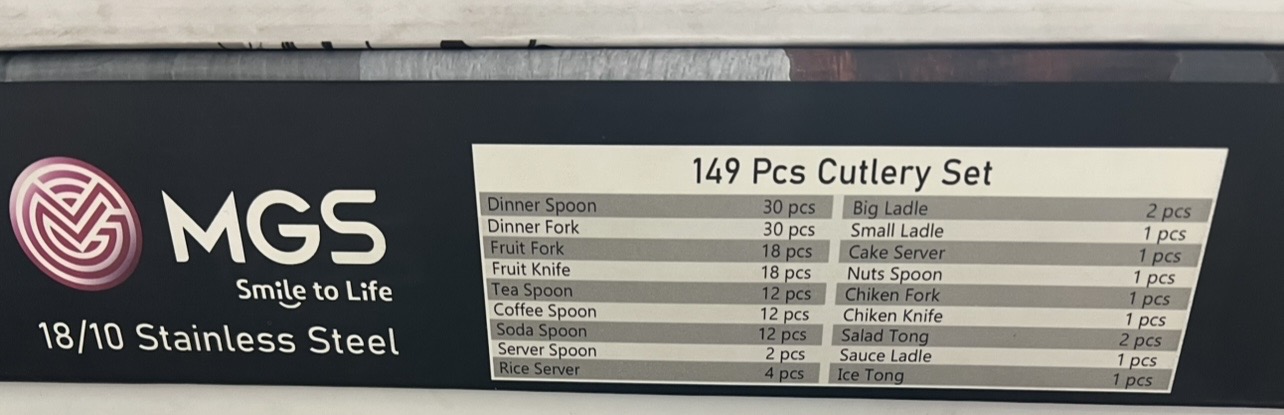 MGS
Smile to Life
18/10 Stainless Steel
149 Pcs Cutlery Set
Dinner Spoon 30 pcs
Dinner Fork 30 pcs
Fruit Fork 18 pcs
Fruit Knife 18 pcs
Tea Spoon 12 pcs
Coffee Spoon 12 pcs
Soda Spoon 12 pcs
Server Spoon 2 pcs
Rice Server 4 pcs
Big Ladle 2 pcs
Small Ladle 1 pcs
Cake Server 1 pcs
Nuts Spoon 1 pcs
Chiken Fork 1 pcs
Chiken Knife 1 pcs
Salad Tong 2 pcs
Sauce Ladle 1 pcs
Ice Tong 1 pcs